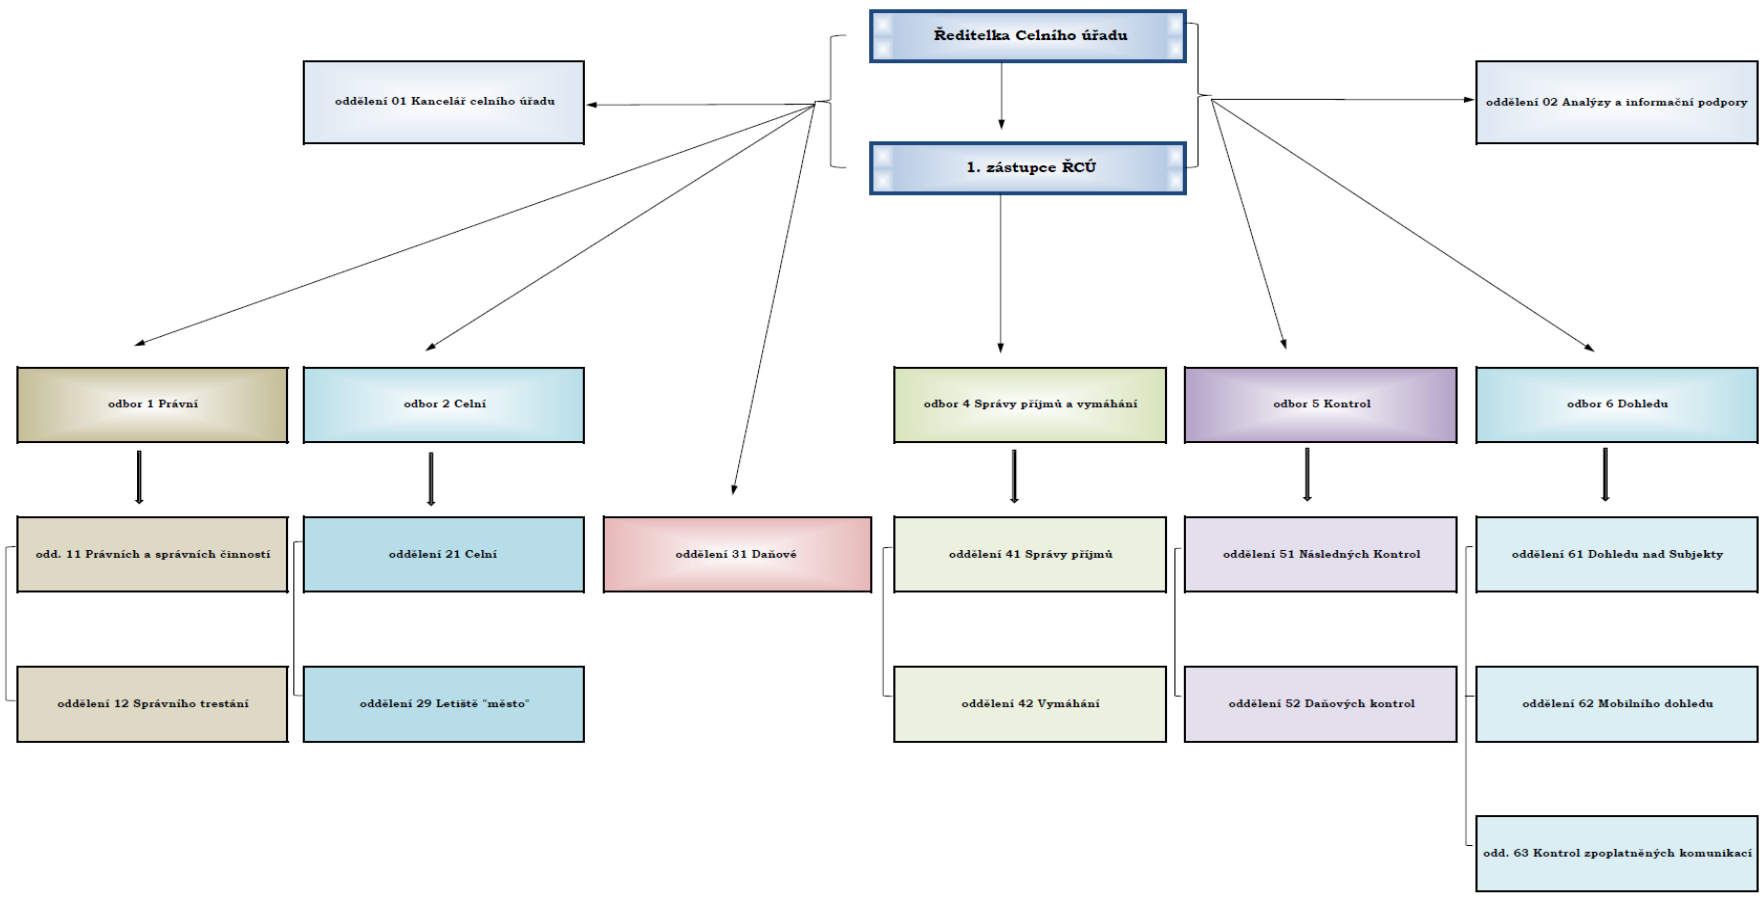 Ředitelka Celního úřadu
oddělení 01 Kancelář celního úřadu
oddělení 02 Analýzy a informační podpory
1. zástupce ŘCÚ
odbor 1 Právní
odbor 2 Celní
odbor 4 Správy příjmů a vymáhání
odbor 5 Kontrol
odbor 6 Dohledu
odd. 11 Právních a správních činností
oddělení 21 Celní
oddělení 31 Daňové
oddělení 41 Správy příjmů
oddělení 51 Následných Kontrol
oddělení 61 Dohledu nad Subjekty
oddělení 12 Správního trestání
oddělení 29 Letiště "město"
oddělení 42 Vymáhání
oddělení 52 Daňových kontrol
oddělení 62 Mobilního dohledu
odd. 63 Kontrol zpoplatněných komunikací